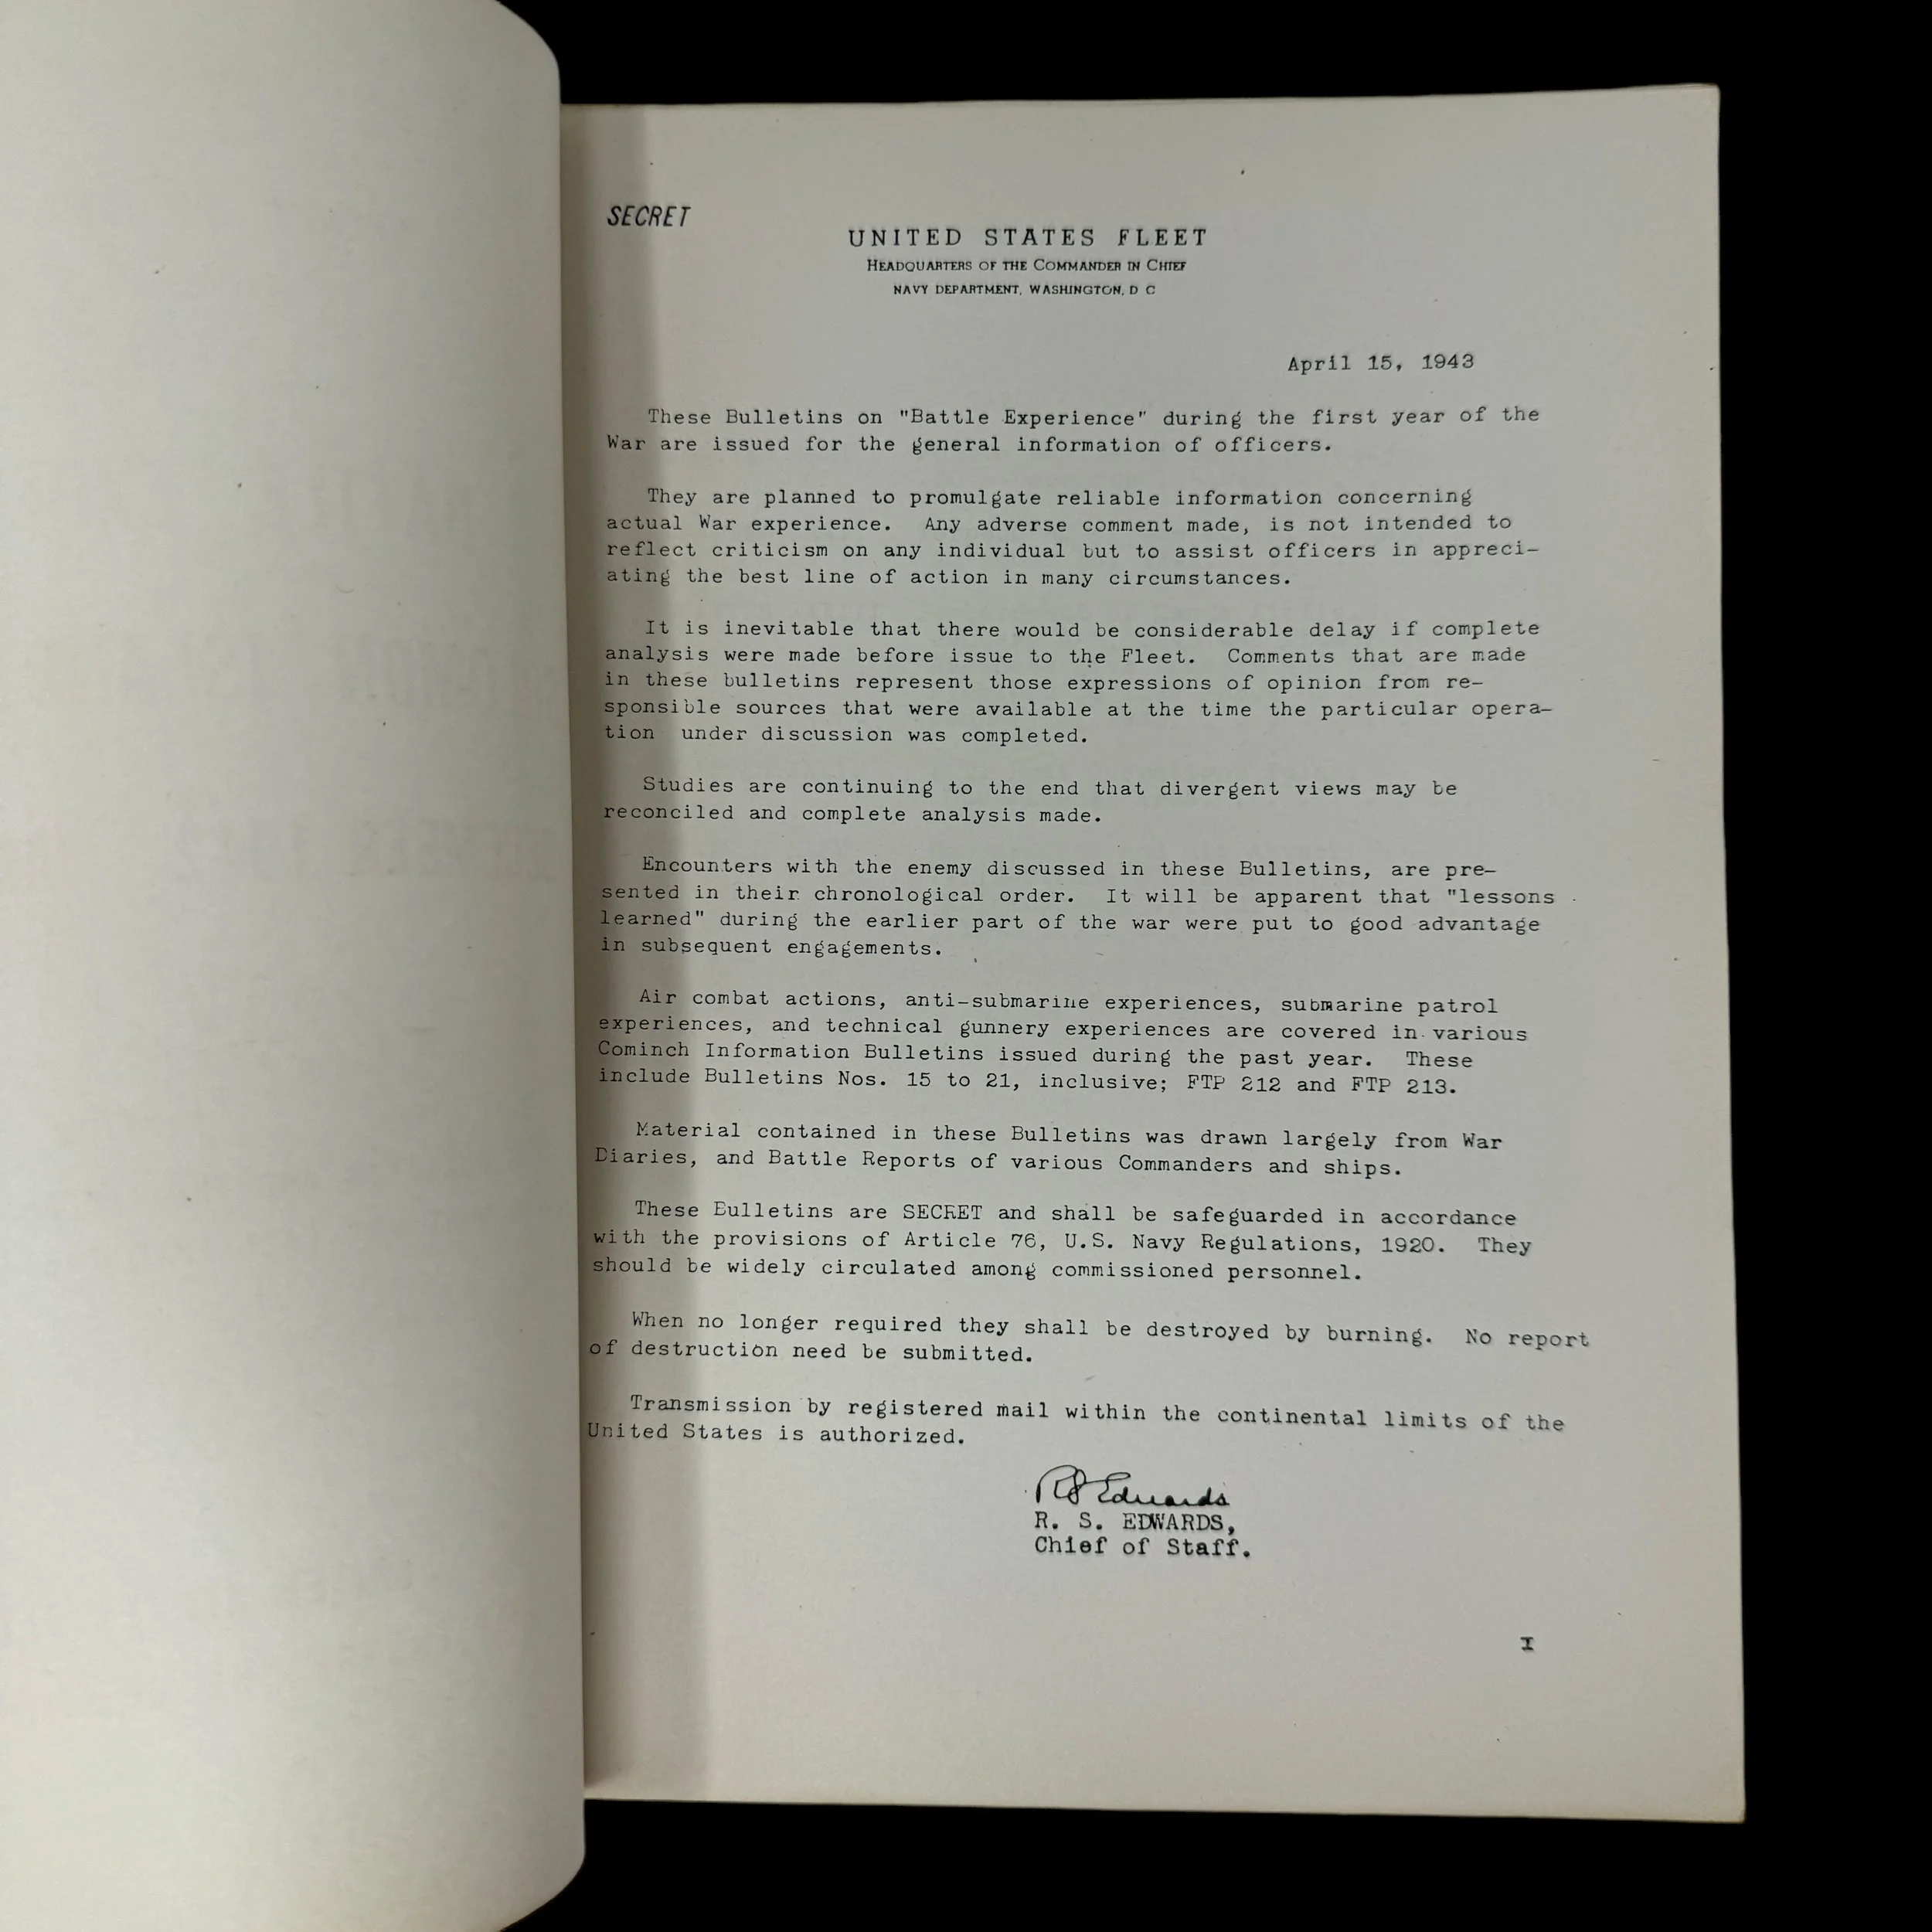 SECRET
UNITED STATES FLEET
HEADQUARTERS OF THE COMMANDER IN CHIEF
NAVY DEPARTMENT, WASHINGTON, D C
April 15, 1943
These Bulletins on "Battle Experience" during the first year of the
War are issued for the general information of officers.
They are planned to promulgate reliable information concerning
actual War experience. Any adverse comment made, is not intended to
reflect criticism on any individual but to assist officers in appreci-
ating the best line of action in many circumstances.
It is inevitable that there would be considerable delay if complete
analysis were made before issue to the Fleet. Comments that are made
in these bulletins represent those expressions of opinion from re-
sponsible sources that were available at the time the particular opera-
tion under discussion was completed.
Studies are continuing to the end that divergent views may be
reconciled and complete analysis made.
Encounters with the enemy discussed in these Bulletins, are pre-
sented in their chronological order. It will be apparent that "lessons
learned" during the earlier part of the war were put to good advantage
in subsequent engagements.
Air combat actions, anti-submarine experiences, submarine patrol
experiences, and technical gunnery experiences are covered in various
Cominch Information Bulletins issued during the past year. These
include Bulletins Nos. 15 to 21, inclusive; FTP 212 and FTP 213.
Material contained in these Bulletins was drawn largely from War
Diaries, and Battle Reports of various Commanders and ships.
These Bulletins are SECRET and shall be safeguarded in accordance
with the provisions of Article 76, U.S. Navy Regulations, 1920. They
should be widely circulated among commissioned personnel.
When no longer required they shall be destroyed by burning. No report
of destruction need be submitted.
Transmission by registered mail within the continental limits of the
United States is authorized.
RS Edwards
R. S. EDWARDS,
Chief of Staff.
I